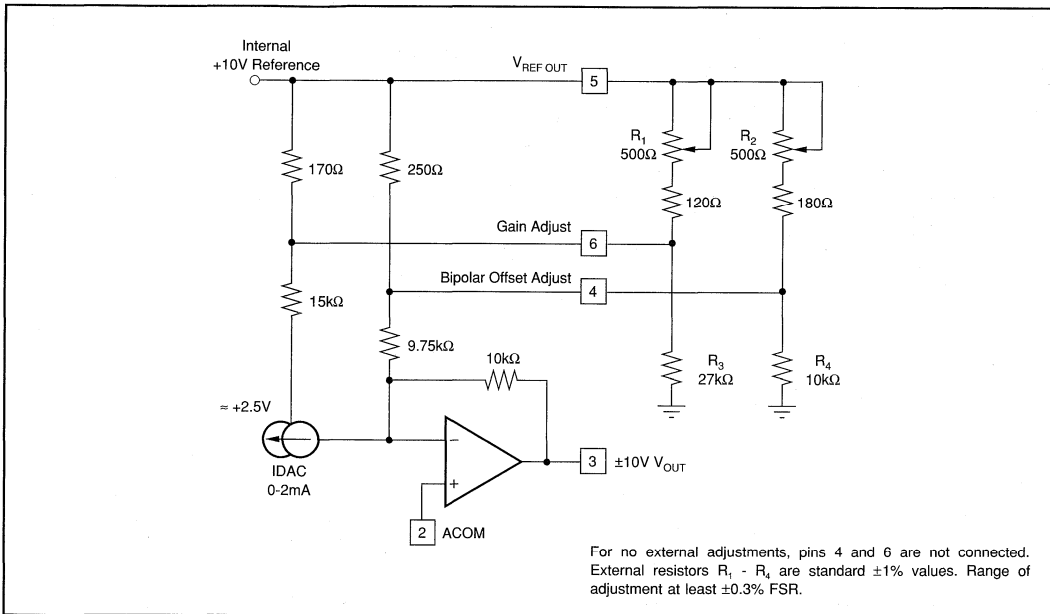 Internal
+10V Reference
V_REF OUT
5
R₁
500Ω
R₂
500Ω
170Ω
250Ω
120Ω
180Ω
Gain Adjust
6
Bipolar Offset Adjust
4
15kΩ
9.75kΩ
10kΩ
R₃
27kΩ
R₄
10kΩ
≈ +2.5V
−
+
IDAC
0-2mA
3
±10V V_OUT
2
ACOM
For no external adjustments, pins 4 and 6 are not connected.
External resistors R₁ - R₄ are standard ±1% values. Range of
adjustment at least ±0.3% FSR.